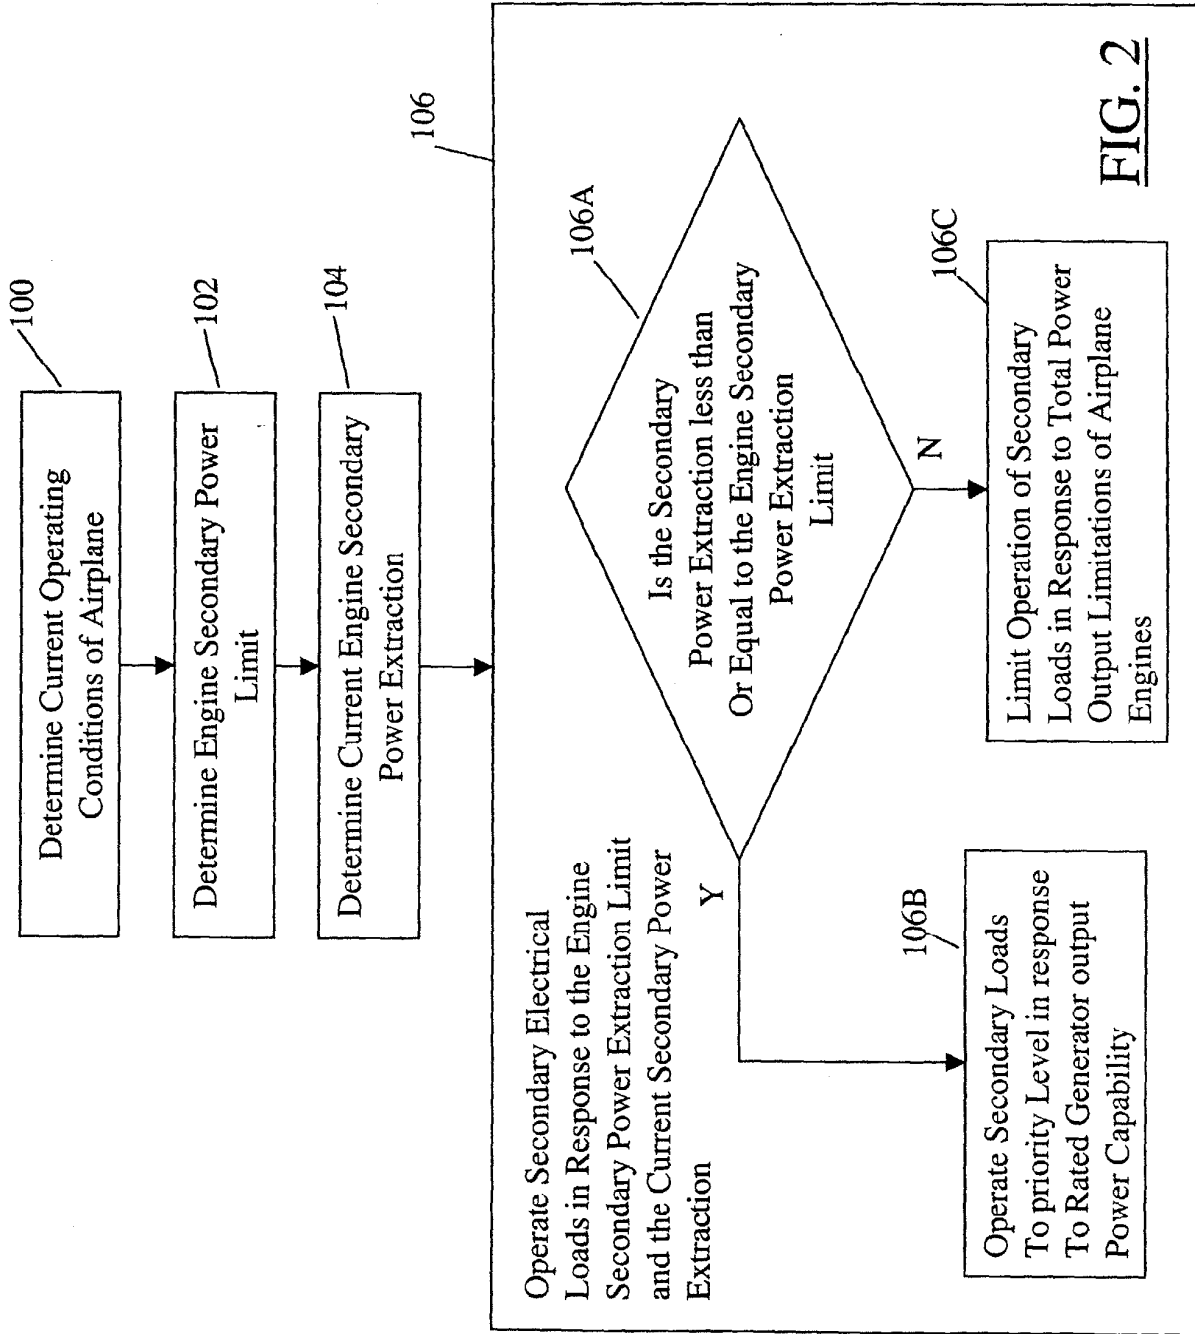 100
Determine Current Operating
Conditions of Airplane
102
Determine Engine Secondary Power
Limit
104
Determine Current Engine Secondary
Power Extraction
106
Operate Secondary Electrical
Loads in Response to the Engine
Secondary Power Extraction Limit
and the Current Secondary Power
Extraction
106A
Is the Secondary
Power Extraction less than
Or Equal to the Engine Secondary
Power Extraction
Limit
Y
N
106B
Operate Secondary Loads
To priority Level in response
To Rated Generator output
Power Capability
106C
Limit Operation of Secondary
Loads in Response to Total Power
Output Limitations of Airplane
Engines
FIG. 2